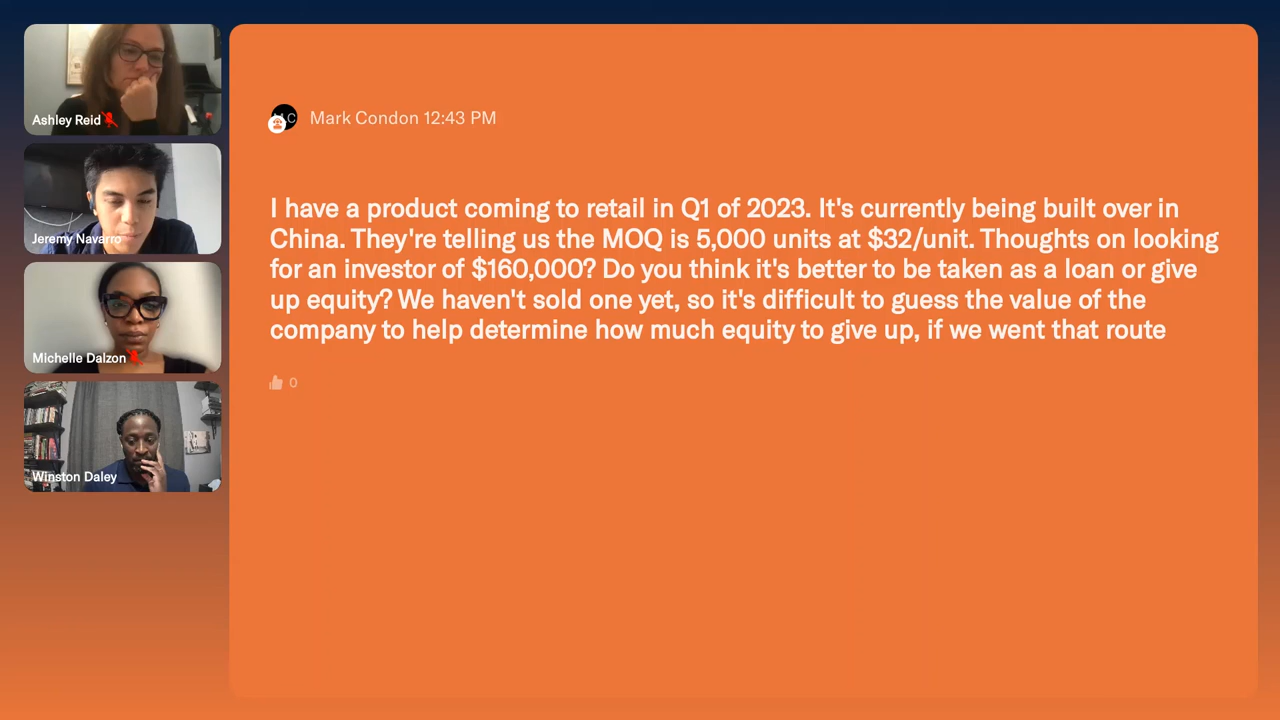 Ashley Reid
Jeremy Navarro
Michelle Dalzon
Winston Daley
Mark Condon 12:43 PM
I have a product coming to retail in Q1 of 2023. It's currently being built over in
China. They're telling us the MOQ is 5,000 units at $32/unit. Thoughts on looking
for an investor of $160,000? Do you think it's better to be taken as a loan or give
up equity? We haven't sold one yet, so it's difficult to guess the value of the
company to help determine how much equity to give up, if we went that route
0